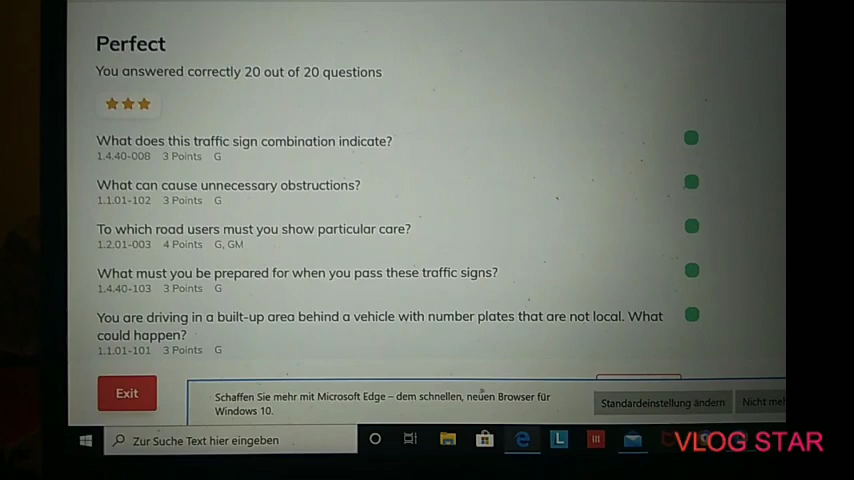 Perfect
You answered correctly 20 out of 20 questions
What does this traffic sign combination indicate?
1.4.40-008 3 Points G
What can cause unnecessary obstructions?
1.1.01-102 3 Points G
To which road users must you show particular care?
1.2.01-003 4 Points G, GM
What must you be prepared for when you pass these traffic signs?
1.4.40-103 3 Points G
You are driving in a built-up area behind a vehicle with number plates that are not local. What
could happen?
1.1.01-101 3 Points G
Exit
Schaffen Sie mehr mit Microsoft Edge – dem schnellen, neuen Browser für
Windows 10.
Standardeinstellung ändern
Nicht meh
Zur Suche Text hier eingeben
VLOG STAR